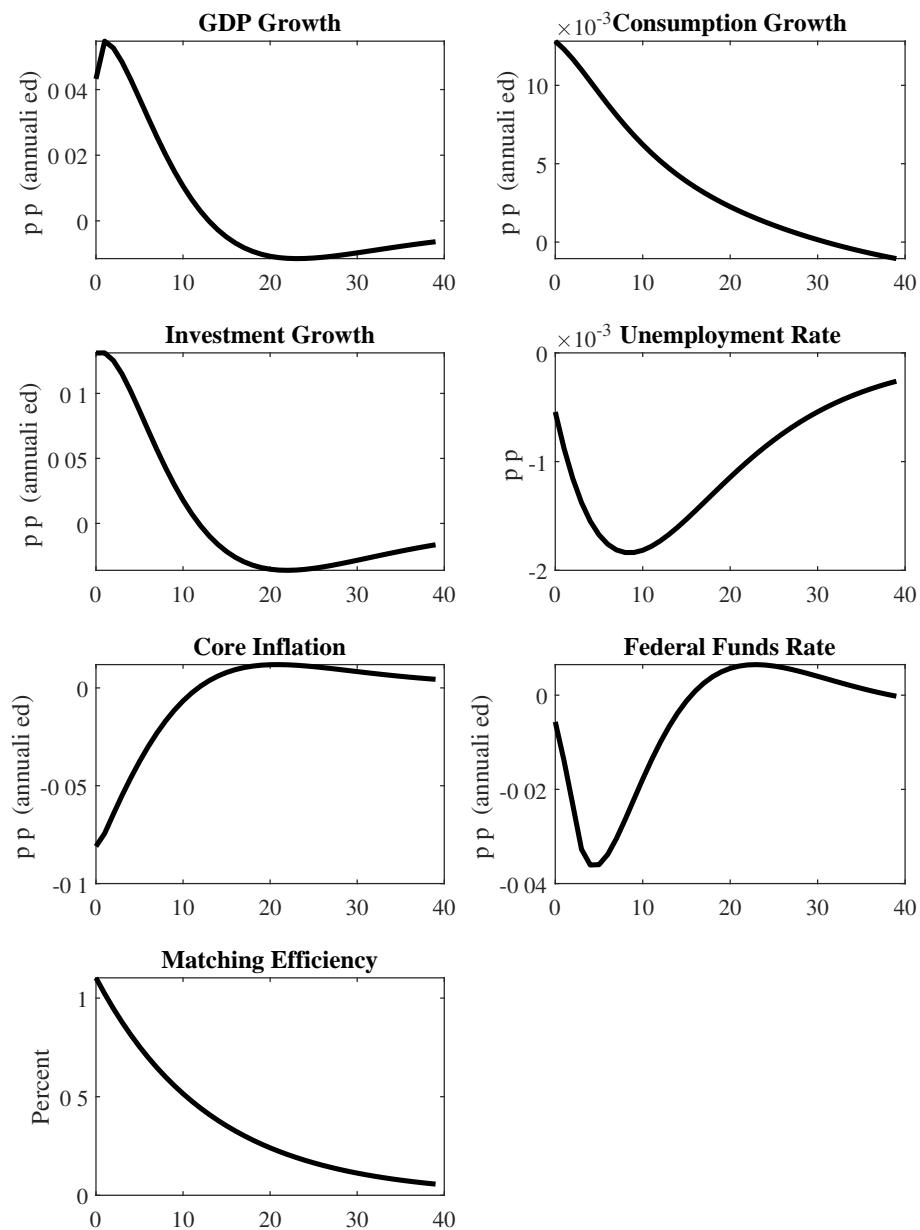 GDP Growth
0 04
0 02
0
p p (annuali ed)
0 10 20 30 40
×10-3 Consumption Growth
10
5
0
p p (annuali ed)
0 10 20 30 40
Investment Growth
0 1
0 05
0
p p (annuali ed)
0 10 20 30 40
×10-3 Unemployment Rate
0
-1
-2
p p
0 10 20 30 40
Core Inflation
0
-0 05
-0 1
p p (annuali ed)
0 10 20 30 40
Federal Funds Rate
0
-0 02
-0 04
p p (annuali ed)
0 10 20 30 40
Matching Efficiency
1
0 5
0
Percent
0 10 20 30 40